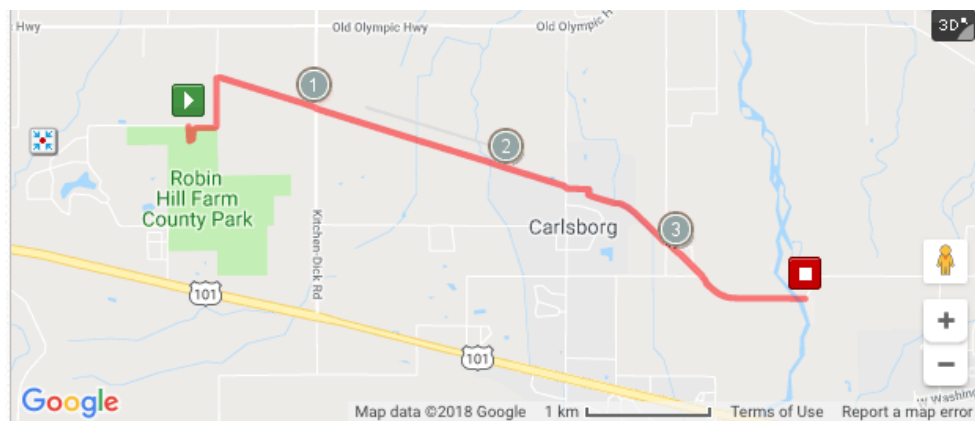 Hwy
Old Olympic Hwy
Old Olympic H
3D
1
2
3
Robin
Hill Farm
County Park
Kitchen-Dick Rd
Carlsborg
101
101
+
−
W Washing
Google
Map data ©2018 Google
1 km
Terms of Use
Report a map error